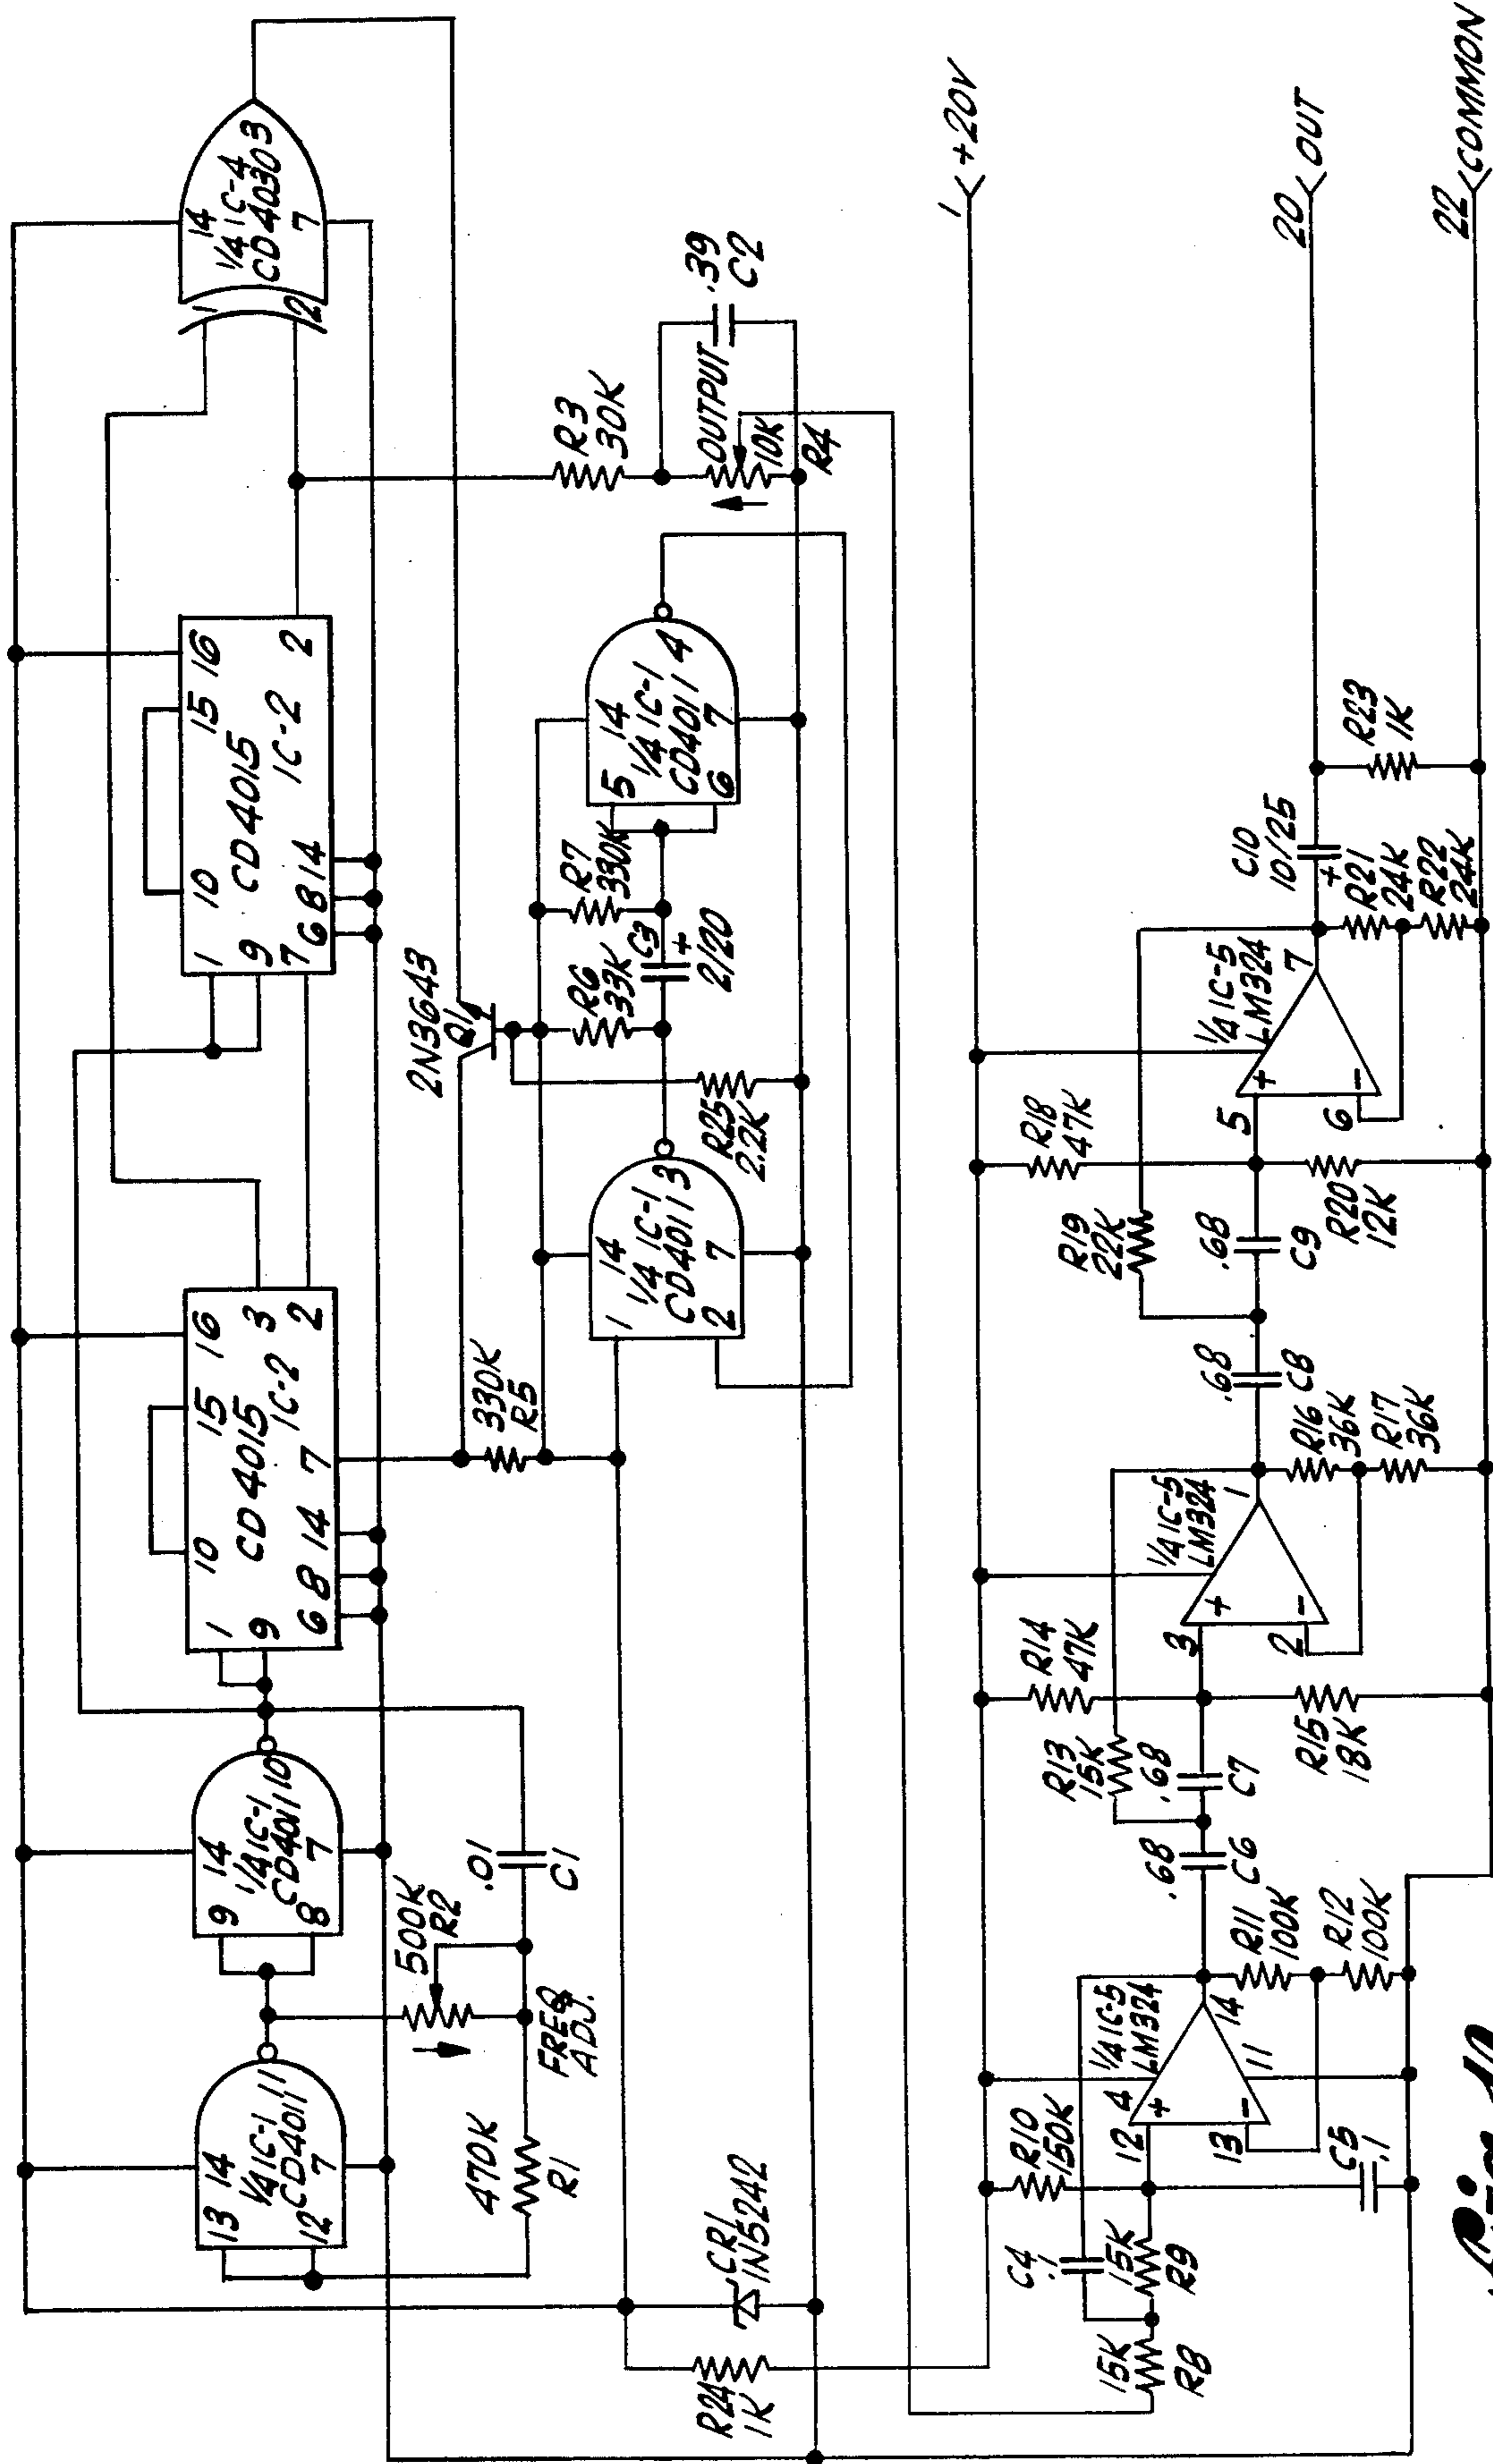 13
14
1/4 IC-1
CD4011
12
7
11
9
14
1/4 IC-1
CD4011
8
7
10
470K
R1
500K
R2
FREQ
ADJ.
.01
C1
1
10
15
16
9
CD4015
IC-2
3
6
8
14
7
2
1
10
15
16
9
CD4015
IC-2
7
6
8
14
2
1
14
1/4 IC-4
CD4030
3
2
7
2N3643
Q1
330K
R5
1
14
1/4 IC-1
CD4011
3
2
7
R25
2.2K
R6
33K
C3
+
2/20
R7
330K
5
14
1/4 IC-1
CD4011
4
6
7
R3
30K
OUTPUT
10K
R4
.39
C2
R24
1K
CR1
1N5242
1
+20V
15K
R8
C4
.1
15K
R9
R10
150K
12
4
+
1/4 IC-5
LM324
14
13
-
11
C5
.1
R11
100K
R12
100K
.68
C6
R13
15K
.68
C7
R14
47K
R15
18K
3
+
1/4 IC-5
LM324
1
2
-
R16
36K
R17
36K
.68
C8
R19
22K
.68
C9
R18
47K
R20
12K
5
+
1/4 IC-5
LM324
7
6
-
C10
10/25
+
R21
24K
R22
24K
R23
1K
20
OUT
22
COMMON